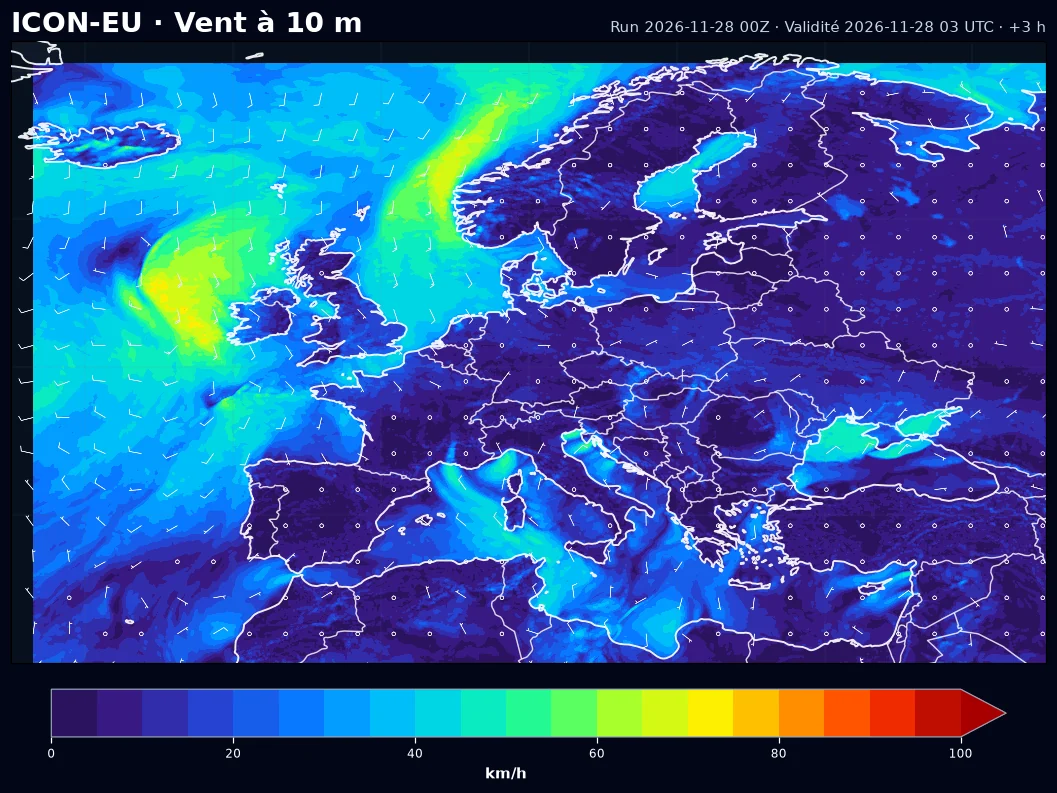 ICON-EU · Vent à 10 m
Run 2026-11-28 00Z · Validité 2026-11-28 03 UTC · +3 h
0 20 40 60 80 100
km/h